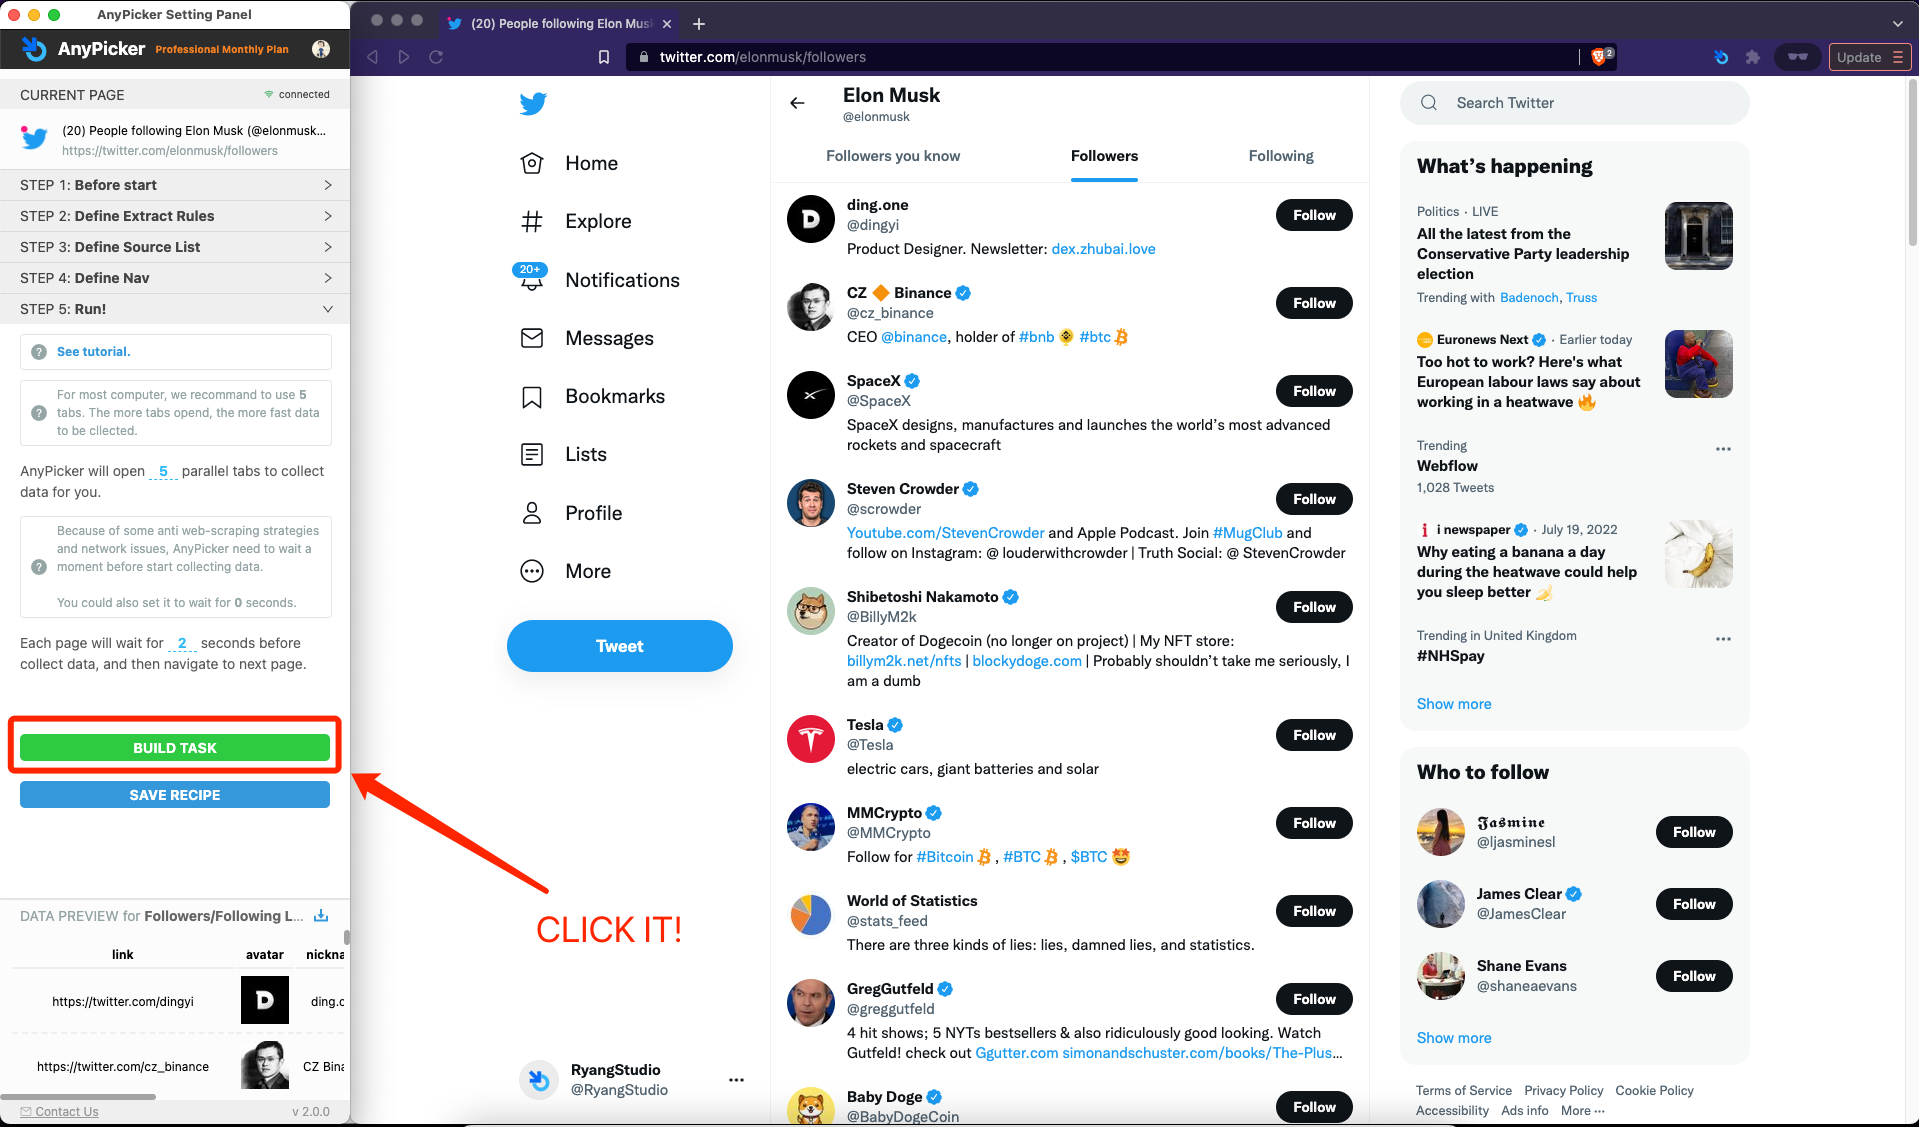 AnyPicker Setting Panel
AnyPicker Professional Monthly Plan
CURRENT PAGE
connected
(20) People following Elon Musk (@elonmusk...
https://twitter.com/elonmusk/followers
STEP 1: Before start
STEP 2: Define Extract Rules
STEP 3: Define Source List
STEP 4: Define Nav
STEP 5: Run!
See tutorial.
For most computer, we recommand to use 5
tabs. The more tabs opend, the more fast data
to be cllected.
AnyPicker will open 5 parallel tabs to collect
data for you.
Because of some anti web-scraping strategies
and network issues, AnyPicker need to wait a
moment before start collecting data.
You could also set it to wait for 0 seconds.
Each page will wait for 2 seconds before
collect data, and then navigate to next page.
BUILD TASK
SAVE RECIPE
DATA PREVIEW for Followers/Following L...
link avatar nickna
https://twitter.com/dingyi D ding.c
https://twitter.com/cz_binance CZ Bina
Contact Us v 2.0.0
(20) People following Elon Mus
twitter.com/elonmusk/followers
2
Update
Home
Explore
20+
Notifications
Messages
Bookmarks
Lists
Profile
More
Tweet
CLICK IT!
RyangStudio
@RyangStudio
Elon Musk
@elonmusk
Followers you know Followers Following
D
ding.one
@dingyi
Product Designer. Newsletter: dex.zhubai.love
Follow
CZ 🔶 Binance
@cz_binance
CEO @binance, holder of #bnb #btc
Follow
SpaceX
@SpaceX
SpaceX designs, manufactures and launches the world’s most advanced
rockets and spacecraft
Follow
Steven Crowder
@scrowder
Youtube.com/StevenCrowder and Apple Podcast. Join #MugClub and
follow on Instagram: @ louderwithcrowder | Truth Social: @ StevenCrowder
Follow
Shibetoshi Nakamoto
@BillyM2k
Creator of Dogecoin (no longer on project) | My NFT store:
billym2k.net/nfts | blockydoge.com | Probably shouldn’t take me seriously, I
am a dumb
Follow
Tesla
@Tesla
electric cars, giant batteries and solar
Follow
MMCrypto
@MMCrypto
Follow for #Bitcoin , #BTC , $BTC 🤩
Follow
World of Statistics
@stats_feed
There are three kinds of lies: lies, damned lies, and statistics.
Follow
GregGutfeld
@greggutfeld
4 hit shows; 5 NYTs bestsellers & also ridiculously good looking. Watch
Gutfeld! check out Ggutter.com simonandschuster.com/books/The-Plus...
Follow
Baby Doge
@BabyDogeCoin
Follow
Search Twitter
What’s happening
Politics · LIVE
All the latest from the
Conservative Party leadership
election
Trending with Badenoch, Truss
Euronews Next · Earlier today
Too hot to work? Here's what
European labour laws say about
working in a heatwave 🔥
Trending
Webflow
1,028 Tweets
i newspaper · July 19, 2022
Why eating a banana a day
during the heatwave could help
you sleep better 🍌
Trending in United Kingdom
#NHSpay
Show more
Who to follow
𝕵𝖆𝖘𝖒𝖎𝖓𝖊
@ljasminesl
Follow
James Clear
@JamesClear
Follow
Shane Evans
@shaneaevans
Follow
Show more
Terms of Service Privacy Policy Cookie Policy
Accessibility Ads info More ···